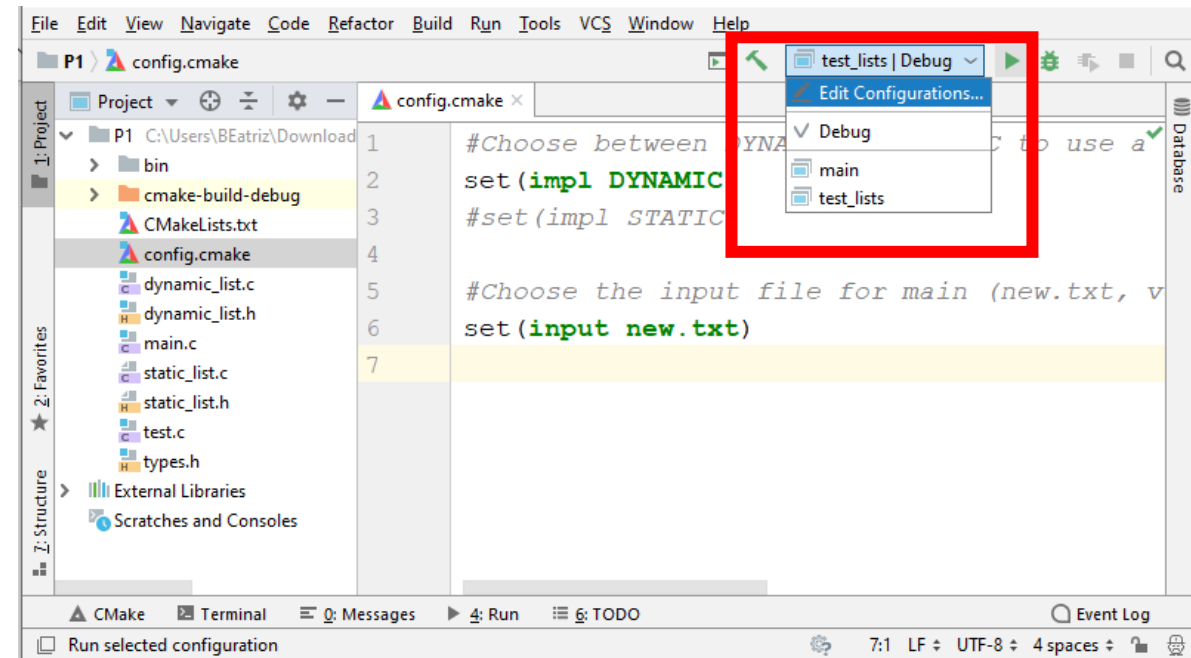 File Edit View Navigate Code Refactor Build Run Tools VCS Window Help
P1 config.cmake
test_lists | Debug
Edit Configurations...
Debug
main
test_lists
1: Project
2: Favorites
7: Structure
Project
P1 C:\Users\BEatriz\Download
bin
cmake-build-debug
CMakeLists.txt
config.cmake
dynamic_list.c
dynamic_list.h
main.c
static_list.c
static_list.h
test.c
types.h
External Libraries
Scratches and Consoles
config.cmake
1 #Choose between DYNA C to use a
2 set(impl DYNAMIC
3 #set(impl STATIC
4
5 #Choose the input file for main (new.txt, v
6 set(input new.txt)
7
Database
CMake Terminal 0: Messages 4: Run 6: TODO Event Log
Run selected configuration 7:1 LF UTF-8 4 spaces